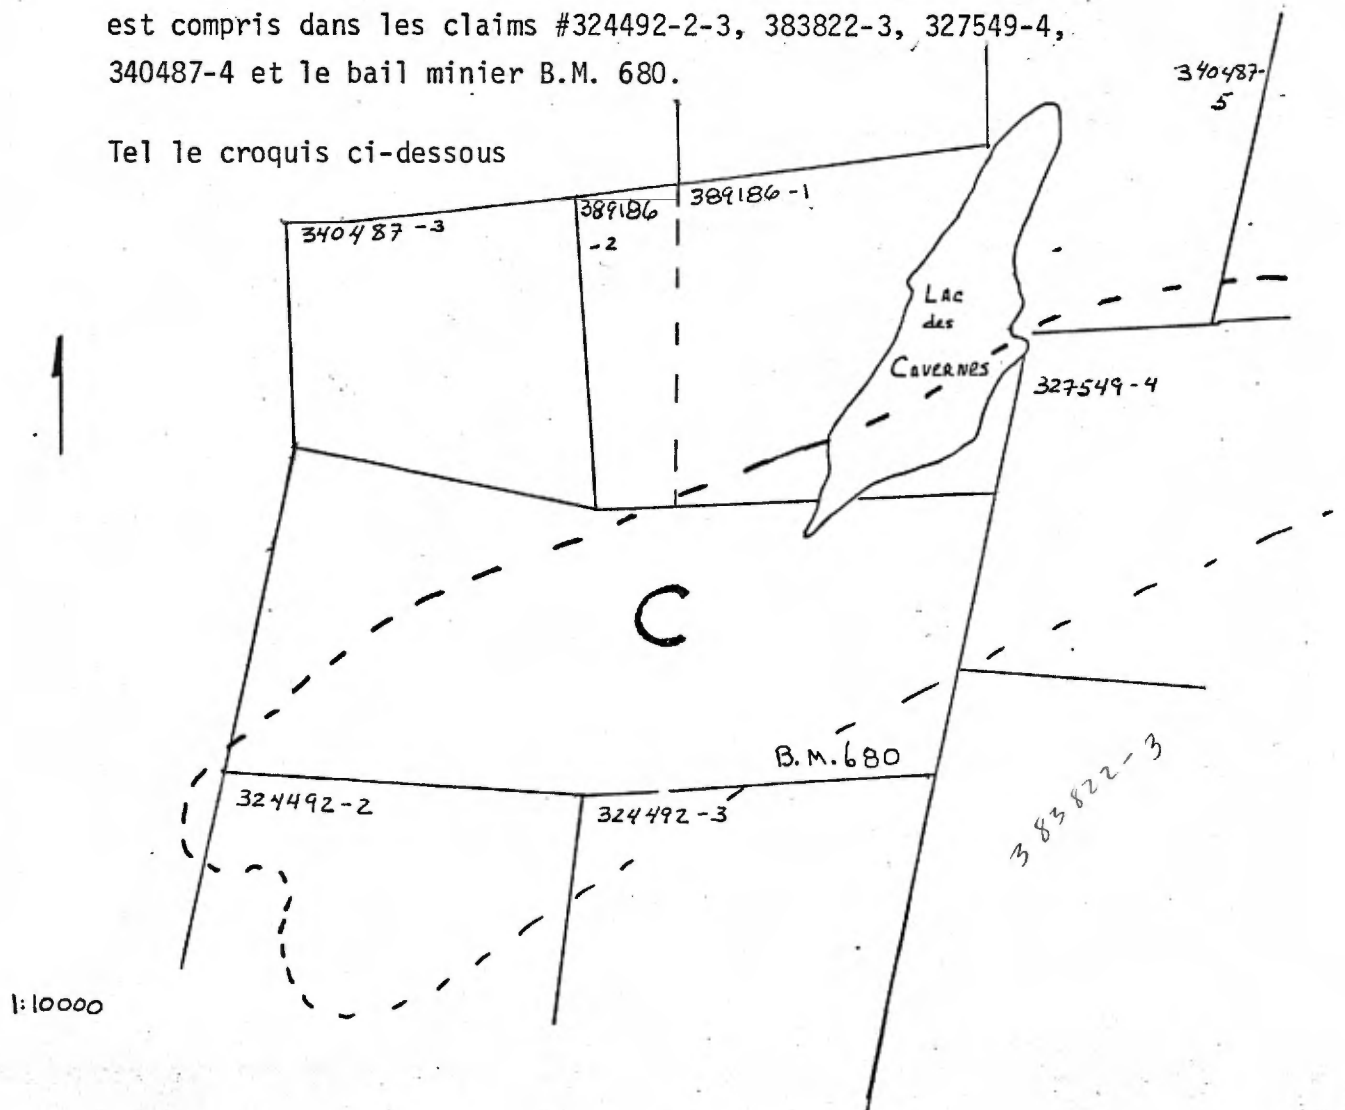 est compris dans les claims #324492-2-3, 383822-3, 327549-4,
340487-4 et le bail minier B.M. 680.
Tel le croquis ci-dessous
340487-
5
389186-1
389186
-2
340487-3
Lac
des
Cavernes
327549-4
C
B.M.680
324492-2
324492-3
383822-3
1:10000